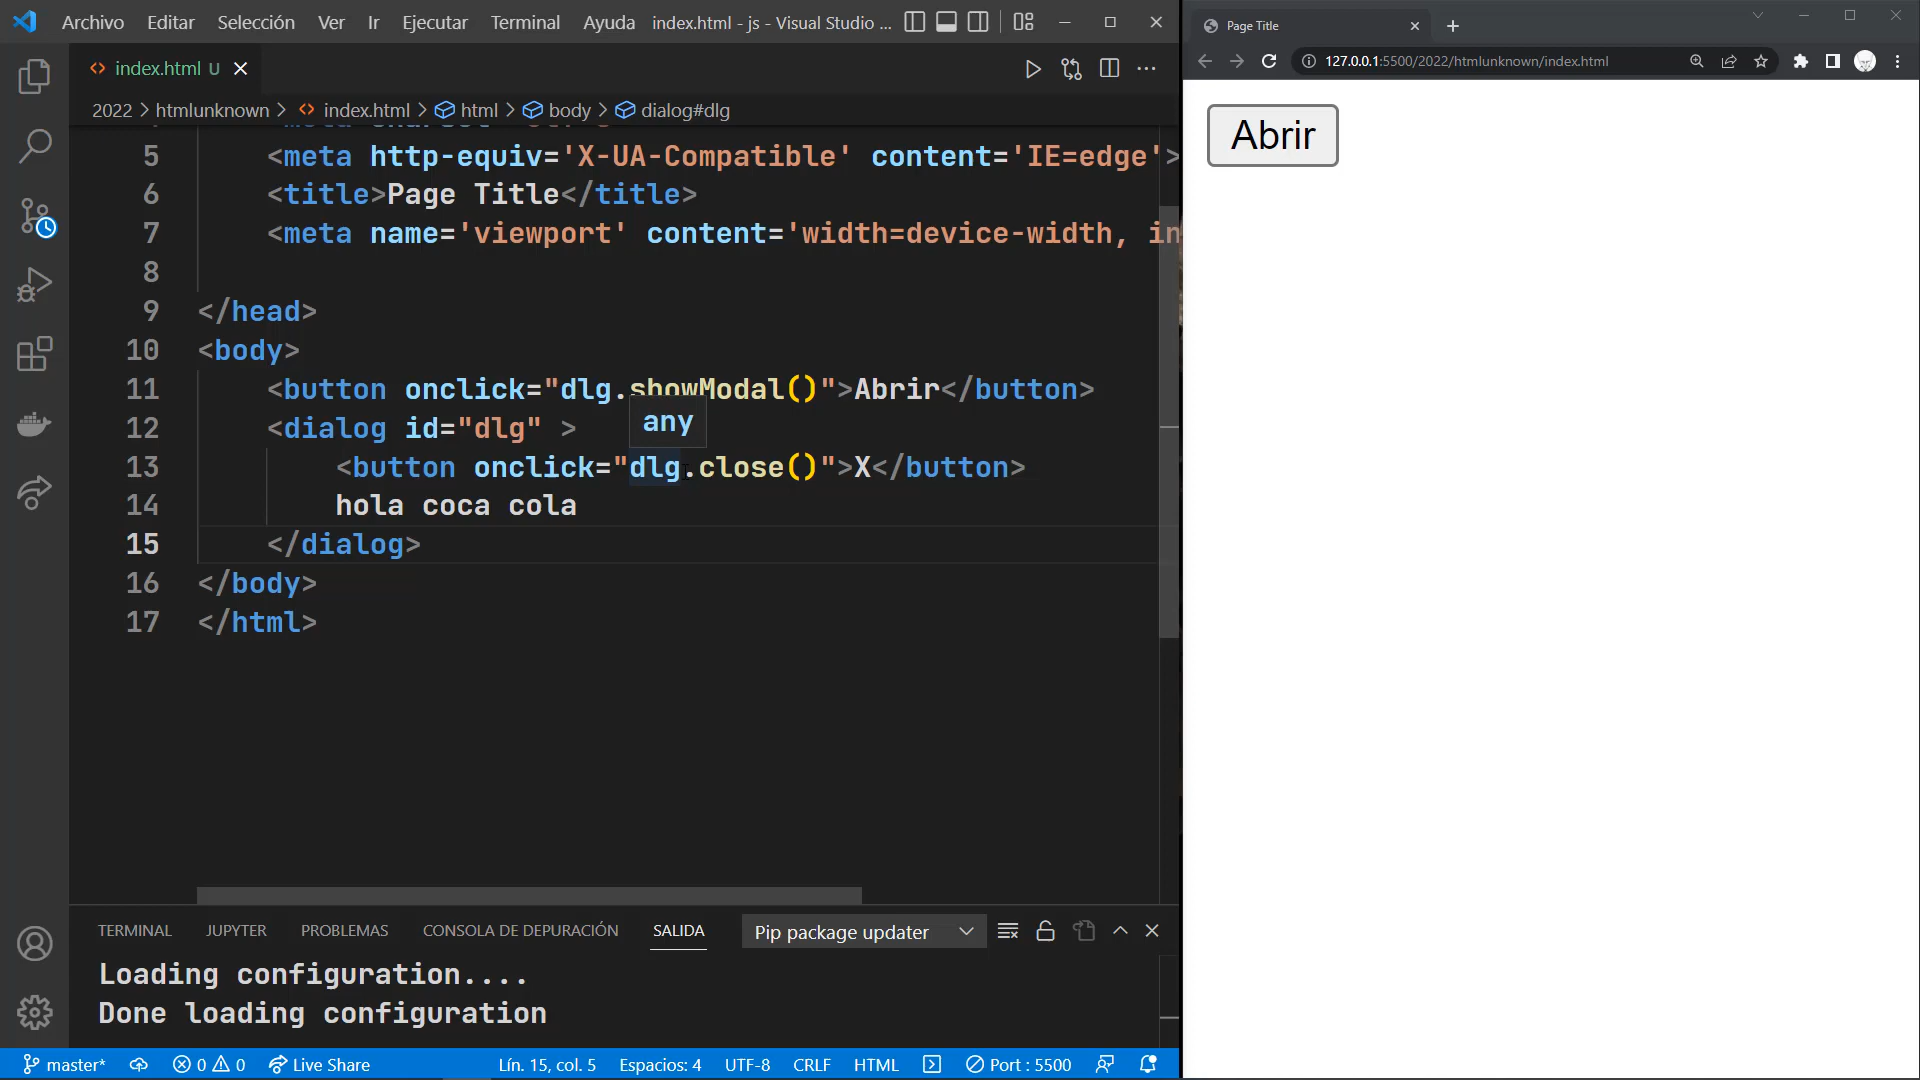 Archivo Editar Selección Ver Ir Ejecutar Terminal Ayuda index.html - js - Visual Studio ...
index.html U
2022 > htmlunknown > index.html > html > body > dialog#dlg
5 <meta http-equiv='X-UA-Compatible' content='IE=edge'>
6 <title>Page Title</title>
7 <meta name='viewport' content='width=device-width, in
8
9 </head>
10 <body>
11 <button onclick="dlg.showModal()">Abrir</button>
12 <dialog id="dlg" >
any
13 <button onclick="dlg.close()">X</button>
14 hola coca cola
15 </dialog>
16 </body>
17 </html>
TERMINAL JUPYTER PROBLEMAS CONSOLA DE DEPURACIÓN SALIDA Pip package updater
Loading configuration....
Done loading configuration
master* 0 0 Live Share Lín. 15, col. 5 Espacios: 4 UTF-8 CRLF HTML Port : 5500
Page Title
127.0.0.1:5500/2022/htmlunknown/index.html
Abrir